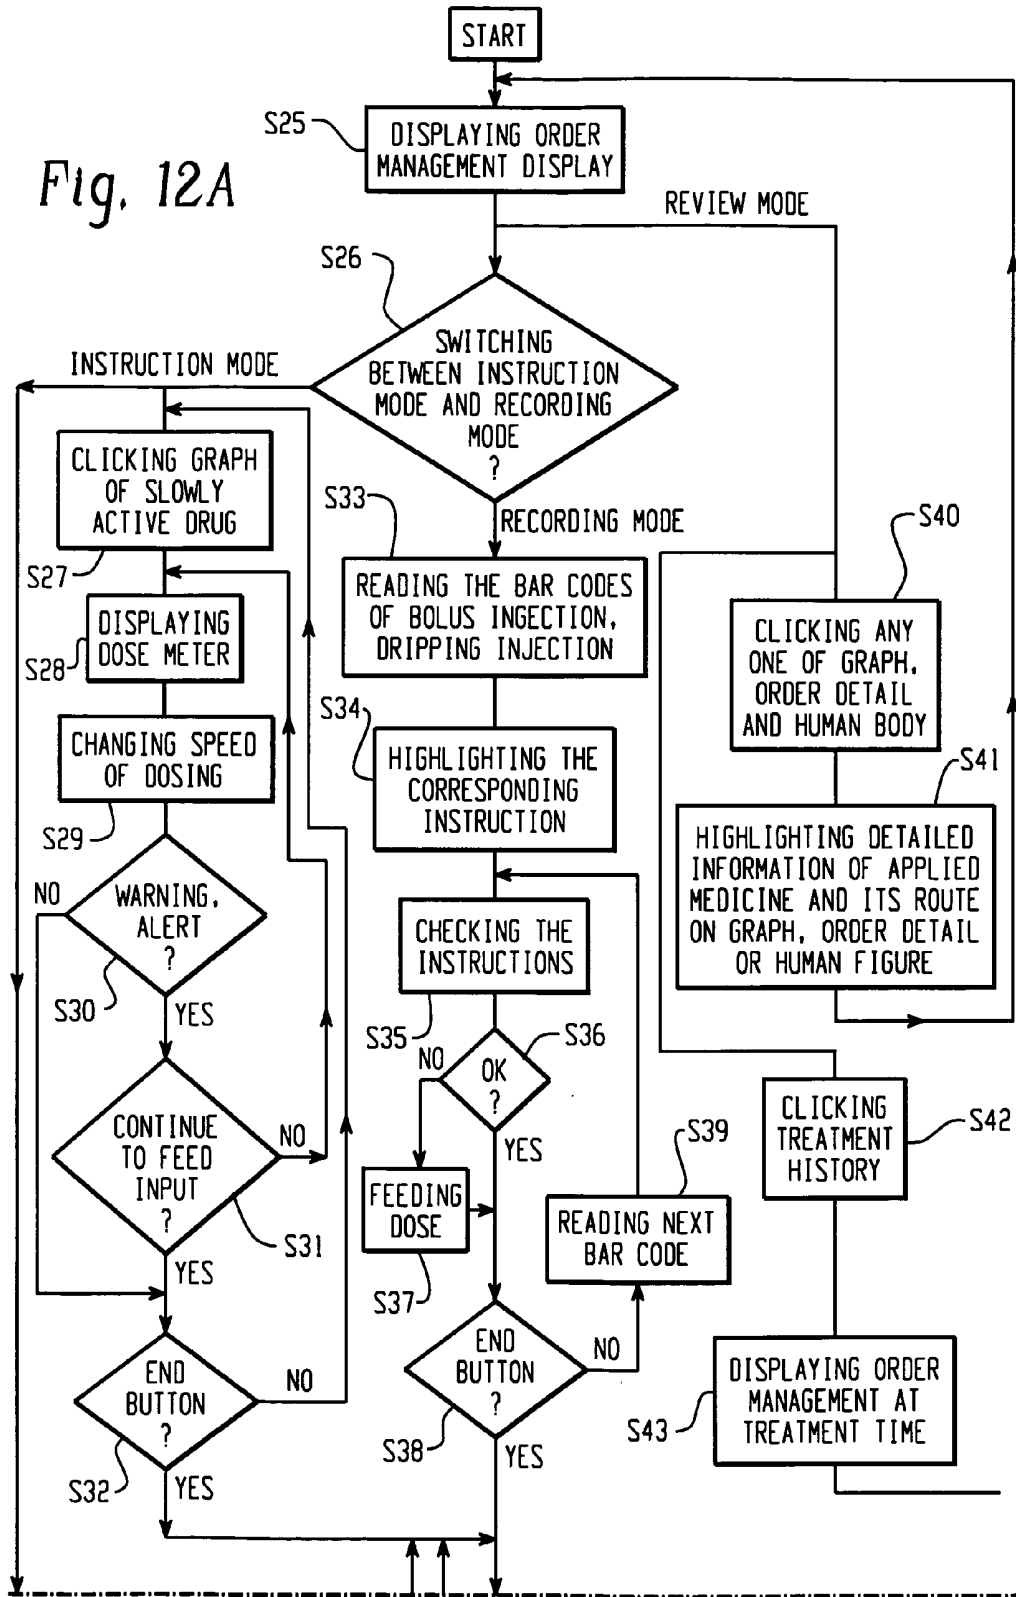 START
S25
DISPLAYING ORDER
MANAGEMENT DISPLAY
Fig. 12A
REVIEW MODE
S26
SWITCHING
BETWEEN INSTRUCTION
MODE AND RECORDING
MODE
?
INSTRUCTION MODE
CLICKING GRAPH
OF SLOWLY
ACTIVE DRUG
S27
DISPLAYING
DOSE METER
S28
CHANGING SPEED
OF DOSING
S29
WARNING,
ALERT
?
NO
S30
YES
CONTINUE
TO FEED
INPUT
?
NO
S31
YES
END
BUTTON
?
NO
S32
YES
S33
RECORDING MODE
READING THE BAR CODES
OF BOLUS INGECTION,
DRIPPING INJECTION
S34
HIGHLIGHTING THE
CORRESPONDING
INSTRUCTION
CHECKING THE
INSTRUCTIONS
S35
S36
OK
?
NO
YES
FEEDING
DOSE
S37
S39
READING NEXT
BAR CODE
END
BUTTON
?
NO
S38
YES
S40
CLICKING ANY
ONE OF GRAPH,
ORDER DETAIL
AND HUMAN BODY
S41
HIGHLIGHTING DETAILED
INFORMATION OF APPLIED
MEDICINE AND ITS ROUTE
ON GRAPH, ORDER DETAIL
OR HUMAN FIGURE
CLICKING
TREATMENT
HISTORY
S42
DISPLAYING ORDER
MANAGEMENT AT
TREATMENT TIME
S43